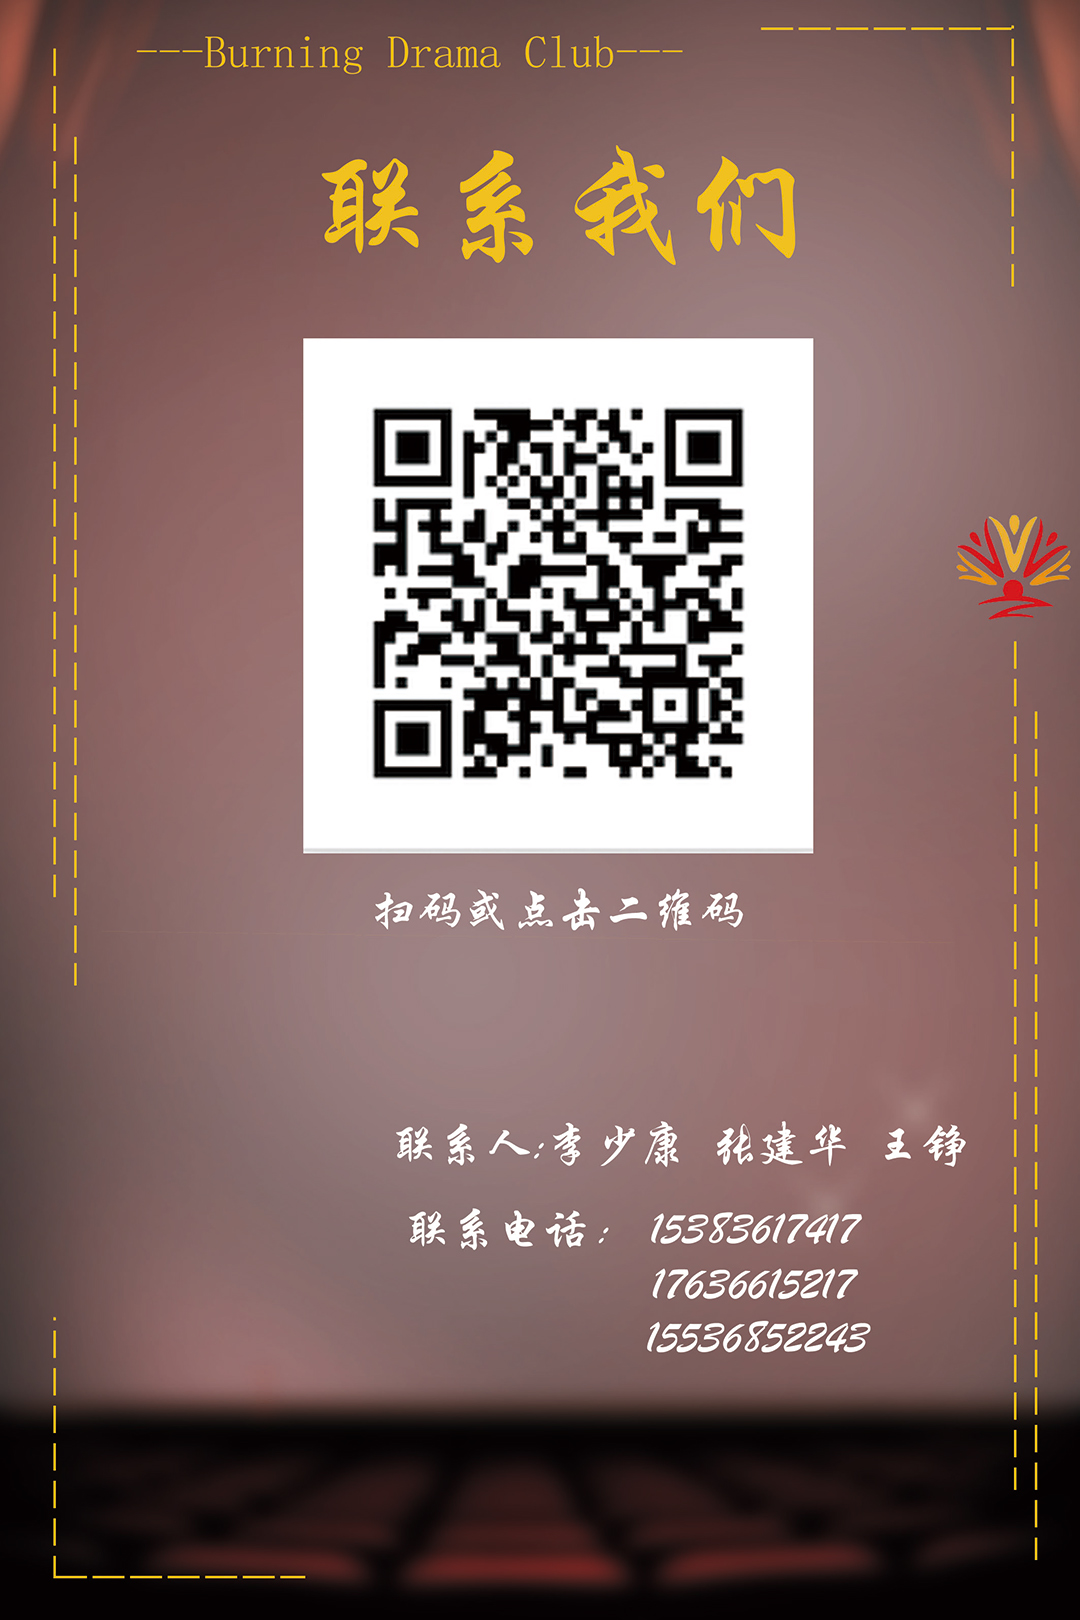 ---Burning Drama Club---
联系我们
扫码或点击二维码
联系人:李少康 张建华 王铮
联系电话: 15383617417
17636615217
15536852243